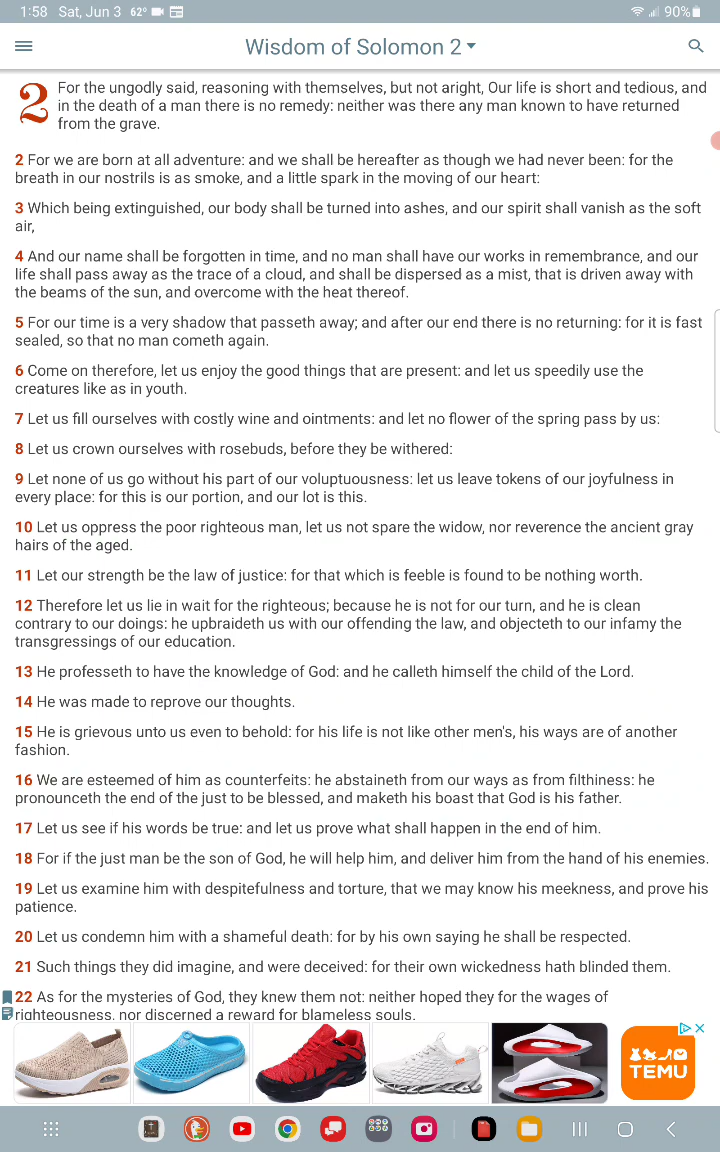 1:58 Sat, Jun 3 62° 90%
Wisdom of Solomon 2
2 For the ungodly said, reasoning with themselves, but not aright, Our life is short and tedious, and
in the death of a man there is no remedy: neither was there any man known to have returned
from the grave.
2 For we are born at all adventure: and we shall be hereafter as though we had never been: for the
breath in our nostrils is as smoke, and a little spark in the moving of our heart:
3 Which being extinguished, our body shall be turned into ashes, and our spirit shall vanish as the soft
air,
4 And our name shall be forgotten in time, and no man shall have our works in remembrance, and our
life shall pass away as the trace of a cloud, and shall be dispersed as a mist, that is driven away with
the beams of the sun, and overcome with the heat thereof.
5 For our time is a very shadow that passeth away; and after our end there is no returning: for it is fast
sealed, so that no man cometh again.
6 Come on therefore, let us enjoy the good things that are present: and let us speedily use the
creatures like as in youth.
7 Let us fill ourselves with costly wine and ointments: and let no flower of the spring pass by us:
8 Let us crown ourselves with rosebuds, before they be withered:
9 Let none of us go without his part of our voluptuousness: let us leave tokens of our joyfulness in
every place: for this is our portion, and our lot is this.
10 Let us oppress the poor righteous man, let us not spare the widow, nor reverence the ancient gray
hairs of the aged.
11 Let our strength be the law of justice: for that which is feeble is found to be nothing worth.
12 Therefore let us lie in wait for the righteous; because he is not for our turn, and he is clean
contrary to our doings: he upbraideth us with our offending the law, and objecteth to our infamy the
transgressings of our education.
13 He professeth to have the knowledge of God: and he calleth himself the child of the Lord.
14 He was made to reprove our thoughts.
15 He is grievous unto us even to behold: for his life is not like other men's, his ways are of another
fashion.
16 We are esteemed of him as counterfeits: he abstaineth from our ways as from filthiness: he
pronounceth the end of the just to be blessed, and maketh his boast that God is his father.
17 Let us see if his words be true: and let us prove what shall happen in the end of him.
18 For if the just man be the son of God, he will help him, and deliver him from the hand of his enemies.
19 Let us examine him with despitefulness and torture, that we may know his meekness, and prove his
patience.
20 Let us condemn him with a shameful death: for by his own saying he shall be respected.
21 Such things they did imagine, and were deceived: for their own wickedness hath blinded them.
22 As for the mysteries of God, they knew them not: neither hoped they for the wages of
righteousness, nor discerned a reward for blameless souls.
TEMU